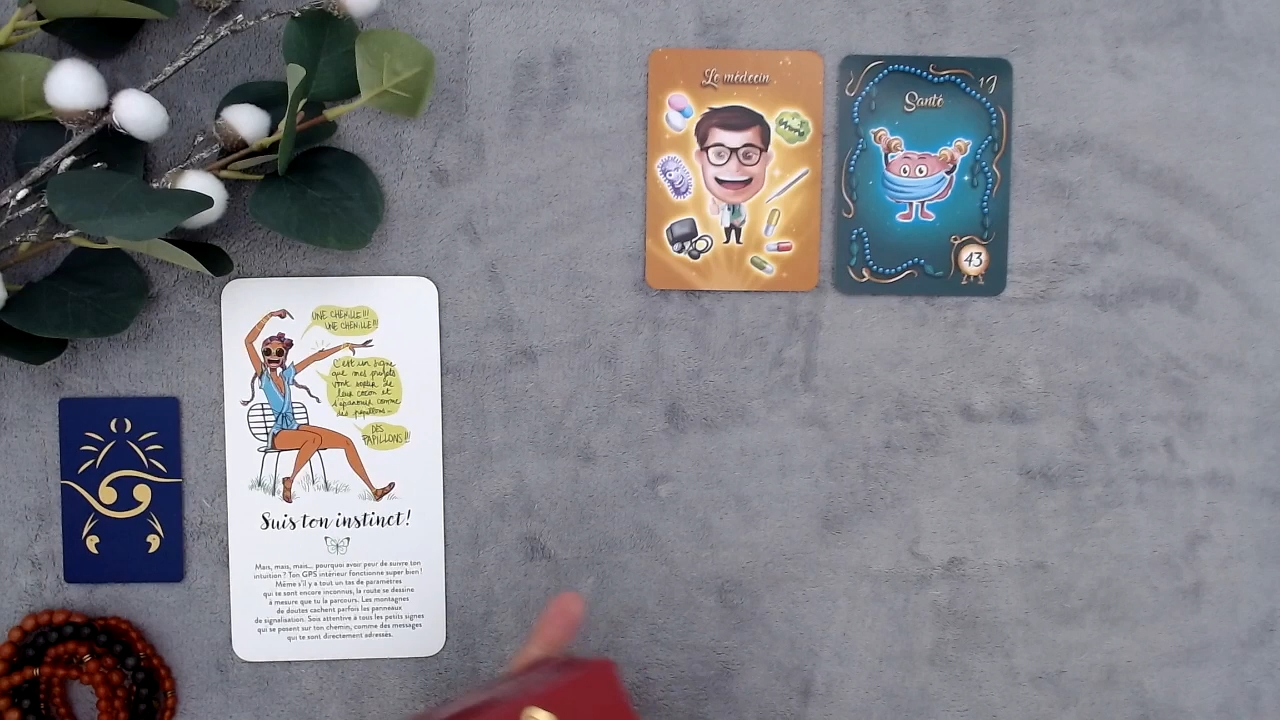 Le médecin
Santé
43
UNE CHENILLE !!!
UNE CHENILLE !!!
C'est un signe
que mes projets
vont sortir de
leur cocon et
s'épanouir comme
des papillons...
DES
PAPILLONS !!!
Suis ton instinct !
Mais, mais, mais... pourquoi avoir peur de suivre ton
intuition ? Ton GPS intérieur fonctionne super bien !
Même s'il y a tout un tas de paramètres
qui te sont encore inconnus, la route se dessine
à mesure que tu la parcours. Les montagnes
de doutes cachent parfois les panneaux
de signalisation. Sois attentive à tous les petits signes
qui se posent sur ton chemin, comme des messages
qui te sont directement adressés.